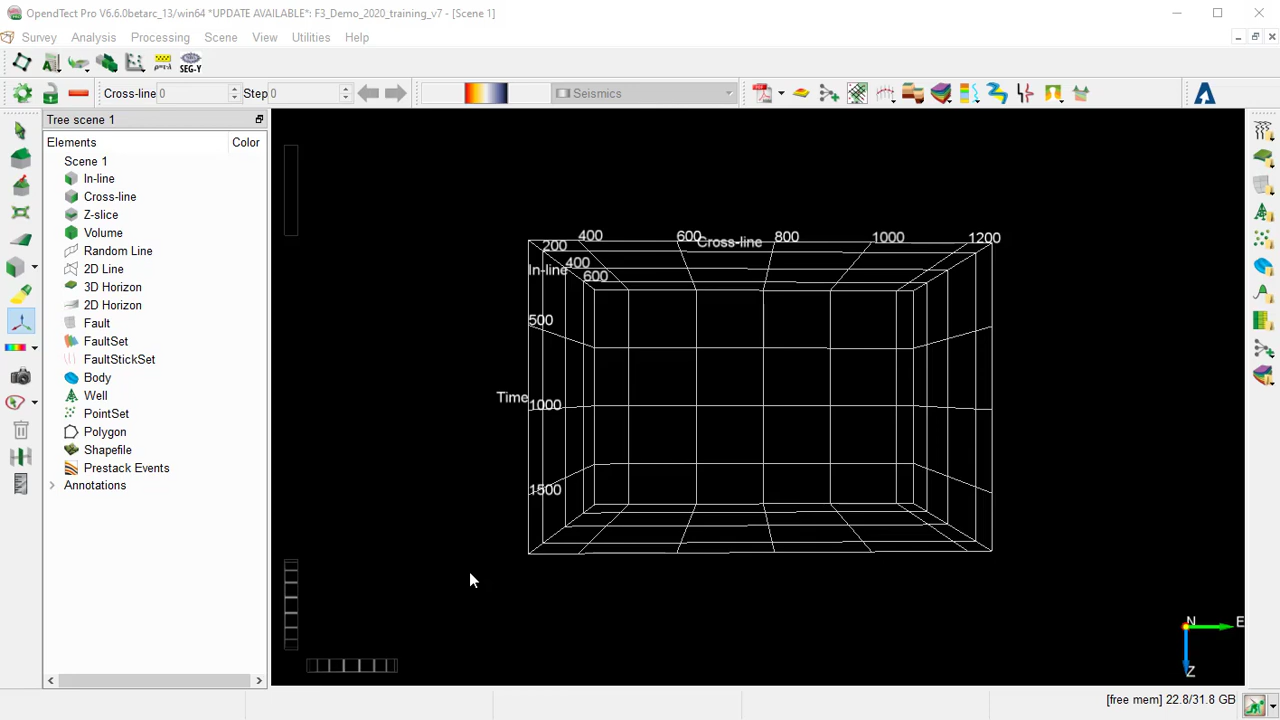 OpendTect Pro V6.6.0betarc_13/win64 *UPDATE AVAILABLE*: F3_Demo_2020_training_v7 - [Scene 1]
Survey Analysis Processing Scene View Utilities Help
SEG-Y
Cross-line 0 Step 0 Seismics
Tree scene 1
Elements Color
Scene 1
In-line
Cross-line
Z-slice
Volume
Random Line
2D Line
3D Horizon
2D Horizon
Fault
FaultSet
FaultStickSet
Body
Well
PointSet
Polygon
Shapefile
Prestack Events
Annotations
400 600 Cross-line 800 1000 1200
200
In-line 400
600
500
Time 1000
1500
N E
Z
[free mem] 22.8/31.8 GB